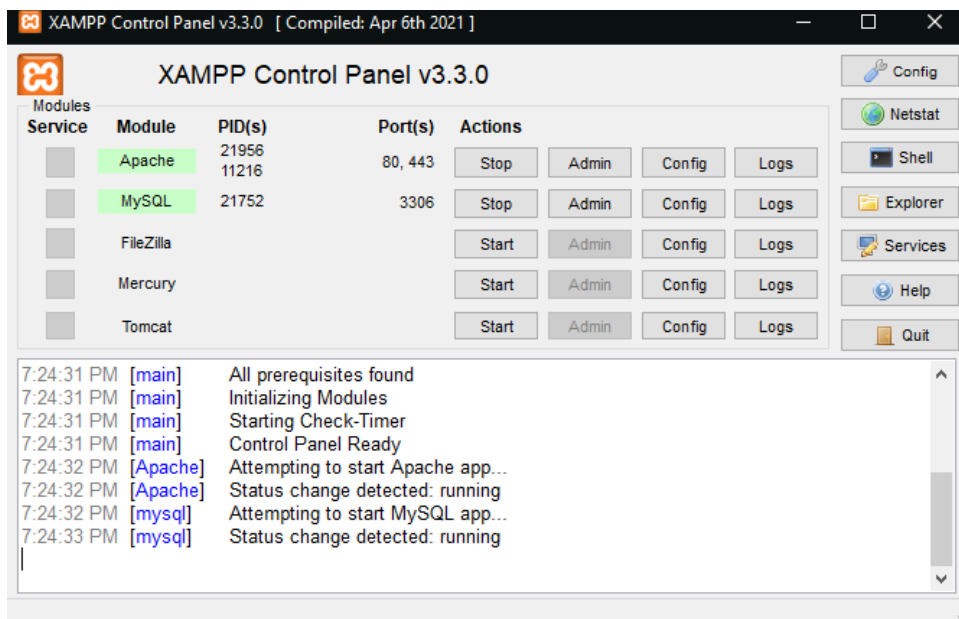 XAMPP Control Panel v3.3.0 [ Compiled: Apr 6th 2021 ]
XAMPP Control Panel v3.3.0
Config
Modules
Service Module PID(s) Port(s) Actions
Netstat
Apache 21956 11216 80, 443 Stop Admin Config Logs
Shell
MySQL 21752 3306 Stop Admin Config Logs
Explorer
FileZilla Start Admin Config Logs
Services
Mercury Start Admin Config Logs
Help
Tomcat Start Admin Config Logs
Quit
7:24:31 PM [main] All prerequisites found
7:24:31 PM [main] Initializing Modules
7:24:31 PM [main] Starting Check-Timer
7:24:31 PM [main] Control Panel Ready
7:24:32 PM [Apache] Attempting to start Apache app...
7:24:32 PM [Apache] Status change detected: running
7:24:32 PM [mysql] Attempting to start MySQL app...
7:24:33 PM [mysql] Status change detected: running